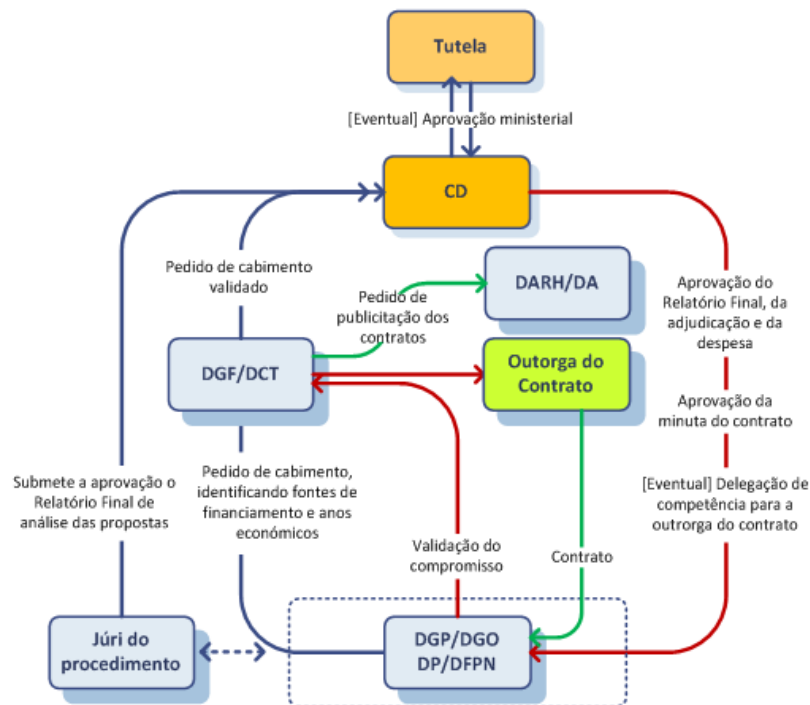 Tutela
[Eventual] Aprovação ministerial
CD
Pedido de cabimento
validado
Pedido de
publicitação dos
contratos
DARH/DA
Aprovação do
Relatório Final, da
adjudicação e da
despesa
DGF/DCT
Outorga do
Contrato
Aprovação da
minuta do contrato
Submete a aprovação o
Relatório Final de
análise das propostas
Pedido de cabimento,
identificando fontes de
financiamento e anos
económicos
[Eventual] Delegação de
competência para a
outrorga do contrato
Validação do
compromisso
Contrato
Júri do
procedimento
DGP/DGO
DP/DFPN